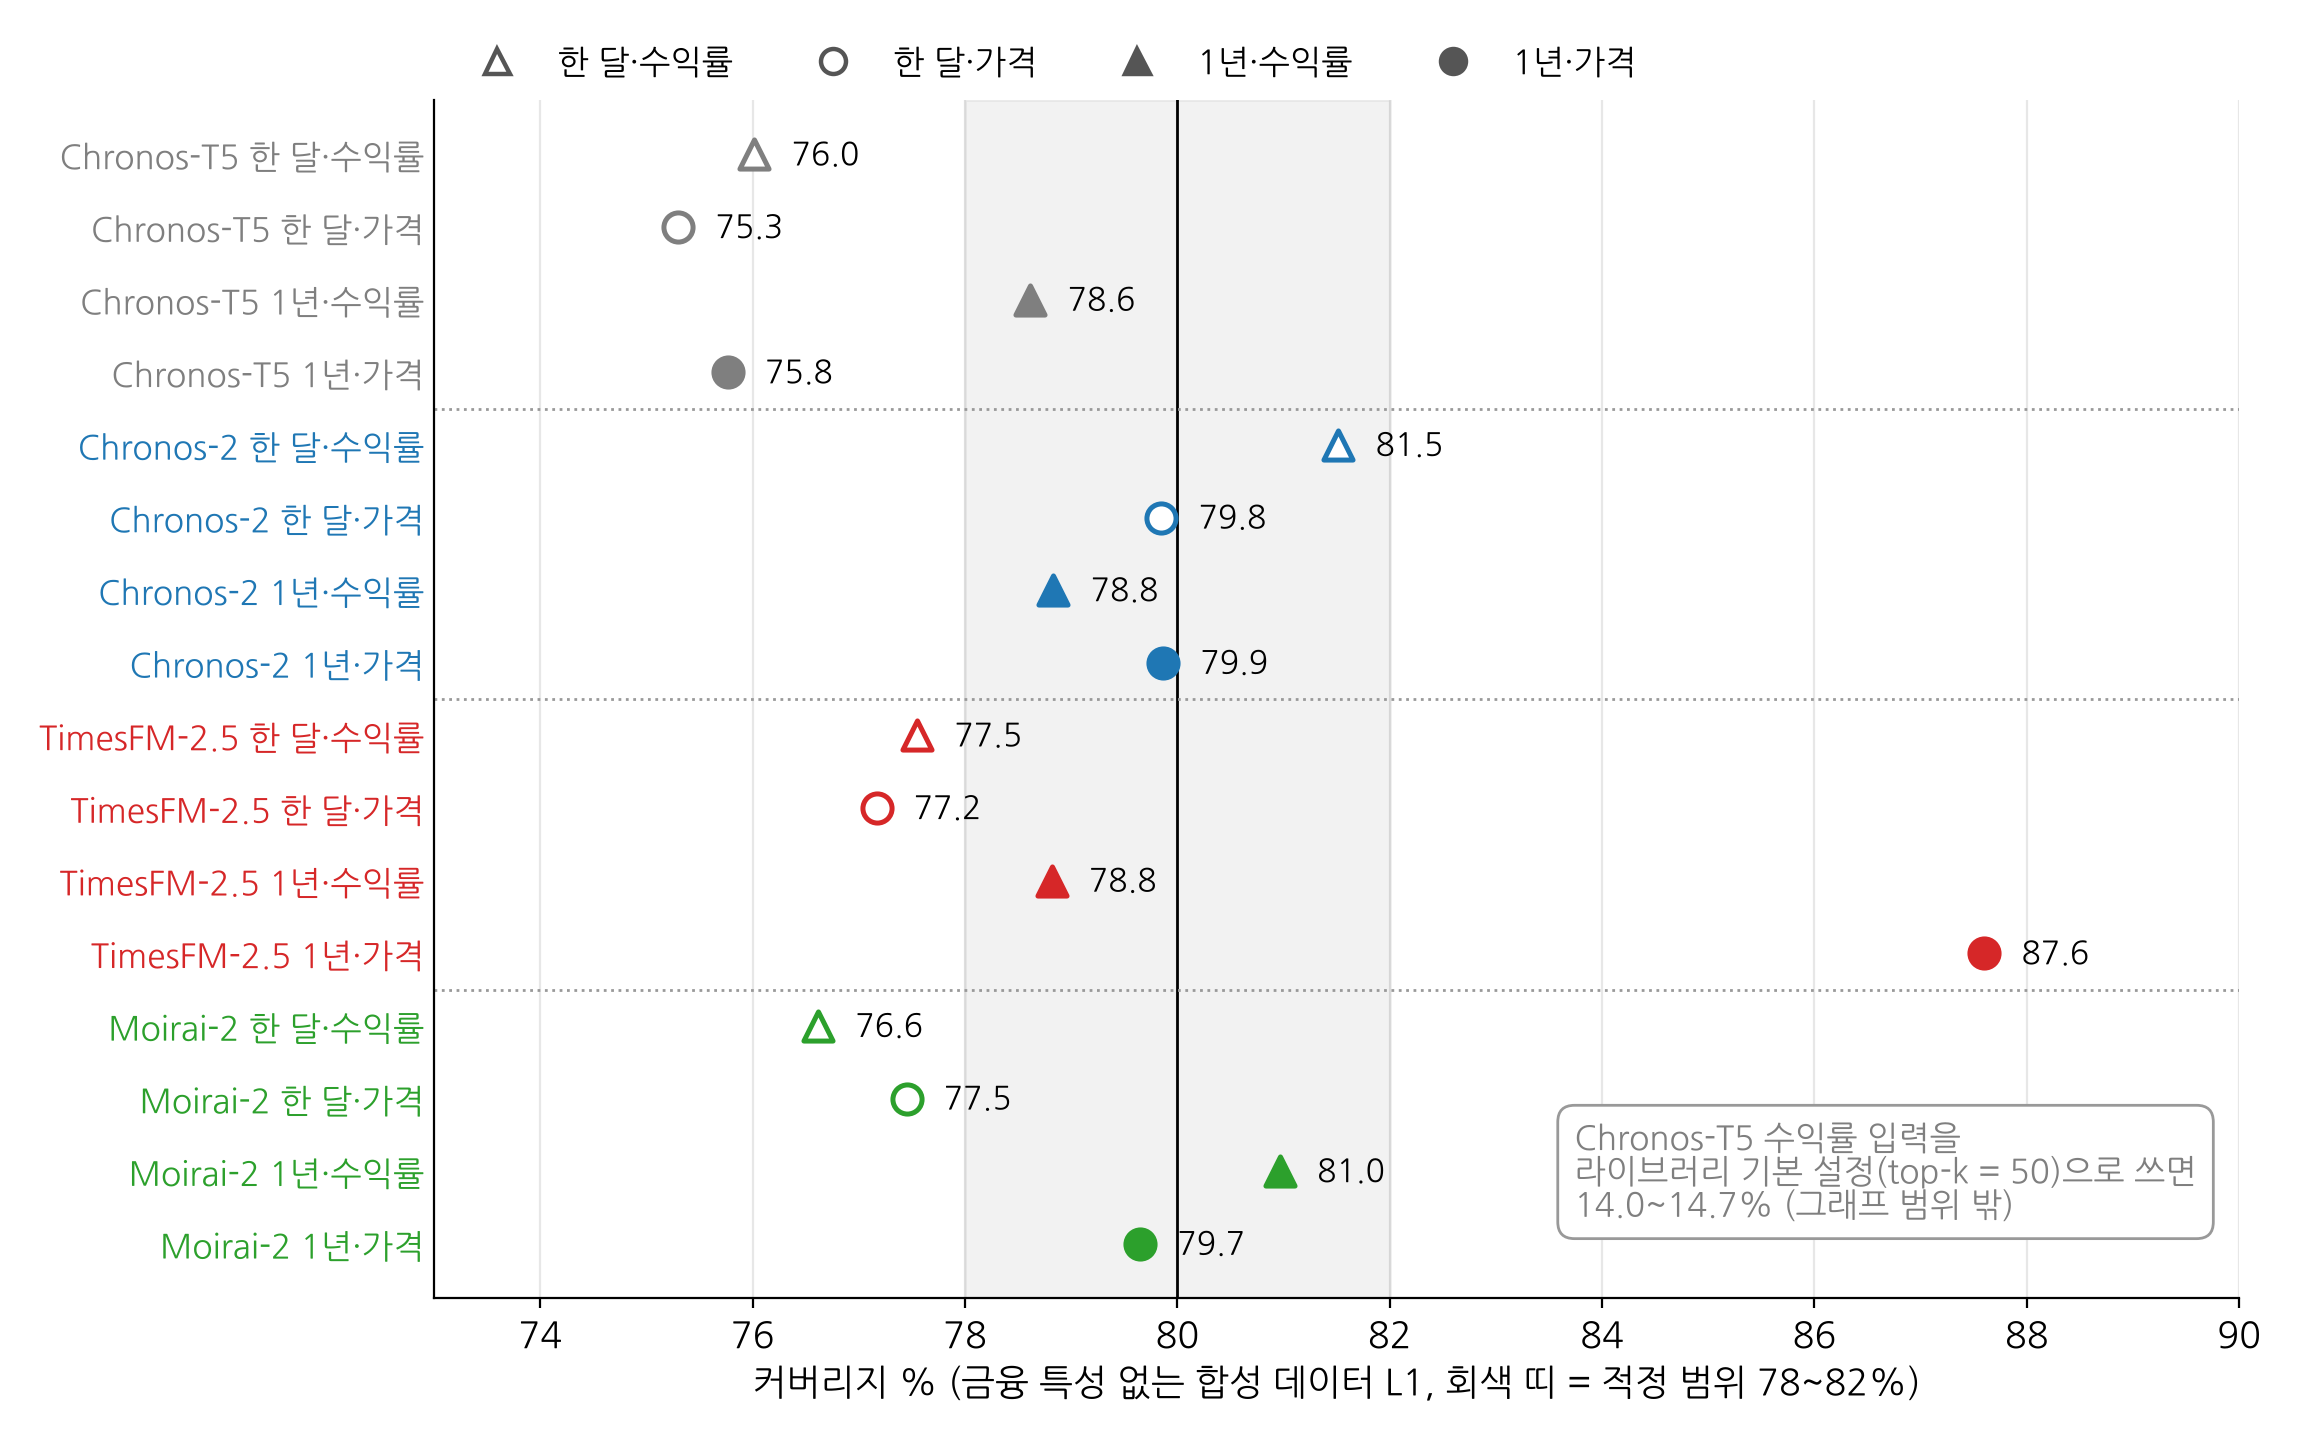 한 달·수익률 한 달·가격 1년·수익률 1년·가격
Chronos-T5 한 달·수익률 76.0
Chronos-T5 한 달·가격 75.3
Chronos-T5 1년·수익률 78.6
Chronos-T5 1년·가격 75.8
Chronos-2 한 달·수익률 81.5
Chronos-2 한 달·가격 79.8
Chronos-2 1년·수익률 78.8
Chronos-2 1년·가격 79.9
TimesFM-2.5 한 달·수익률 77.5
TimesFM-2.5 한 달·가격 77.2
TimesFM-2.5 1년·수익률 78.8
TimesFM-2.5 1년·가격 87.6
Moirai-2 한 달·수익률 76.6
Moirai-2 한 달·가격 77.5
Moirai-2 1년·수익률 81.0
Moirai-2 1년·가격 79.7
Chronos-T5 수익률 입력을
라이브러리 기본 설정(top-k = 50)으로 쓰면
14.0~14.7% (그래프 범위 밖)
74 76 78 80 82 84 86 88 90
커버리지 % (금융 특성 없는 합성 데이터 L1, 회색 띠 = 적정 범위 78~82%)